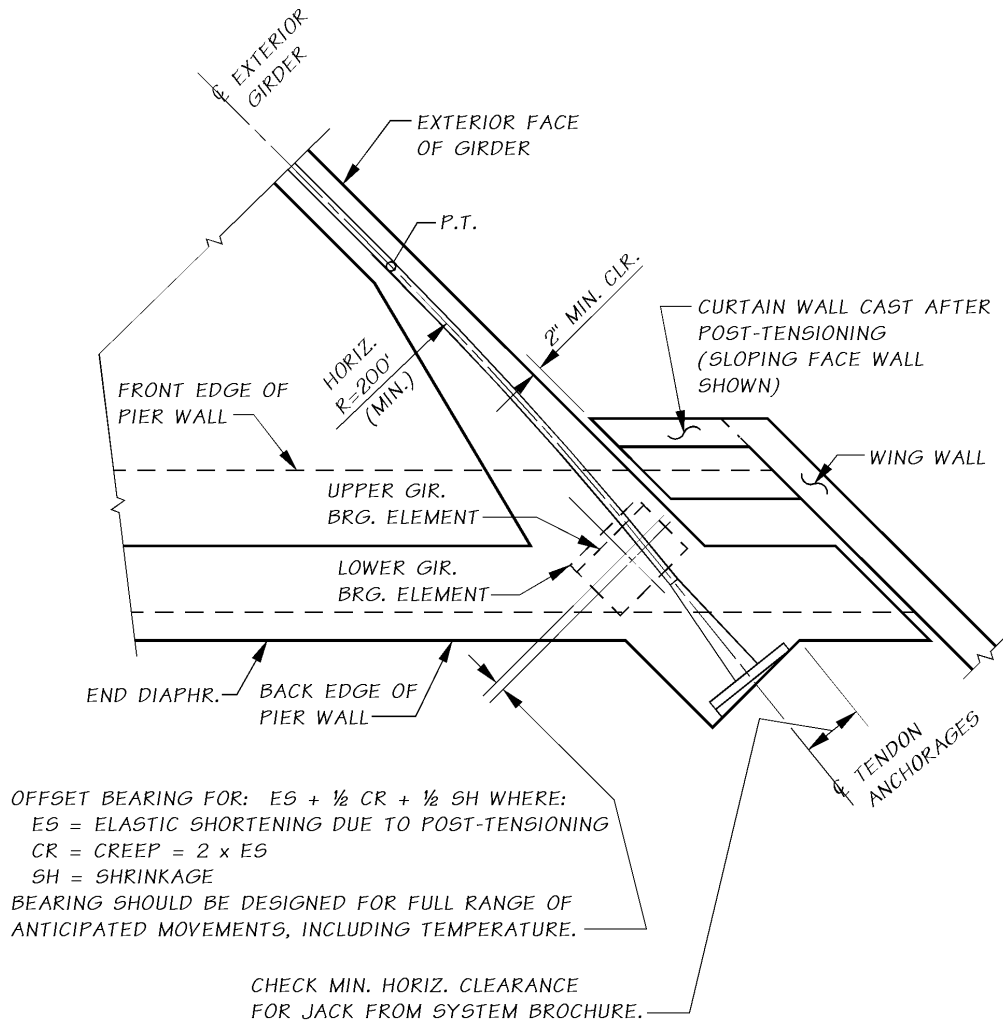 ℄ EXTERIOR
GIRDER
EXTERIOR FACE
OF GIRDER
P.T.
2" MIN. CLR.
CURTAIN WALL CAST AFTER
POST-TENSIONING
(SLOPING FACE WALL
SHOWN)
HORIZ.
R=200'
(MIN.)
FRONT EDGE OF
PIER WALL
WING WALL
UPPER GIR.
BRG. ELEMENT
LOWER GIR.
BRG. ELEMENT
END DIAPHR.
BACK EDGE OF
PIER WALL
℄ TENDON
ANCHORAGES
OFFSET BEARING FOR: ES + ½ CR + ½ SH WHERE:
ES = ELASTIC SHORTENING DUE TO POST-TENSIONING
CR = CREEP = 2 x ES
SH = SHRINKAGE
BEARING SHOULD BE DESIGNED FOR FULL RANGE OF
ANTICIPATED MOVEMENTS, INCLUDING TEMPERATURE.
CHECK MIN. HORIZ. CLEARANCE
FOR JACK FROM SYSTEM BROCHURE.